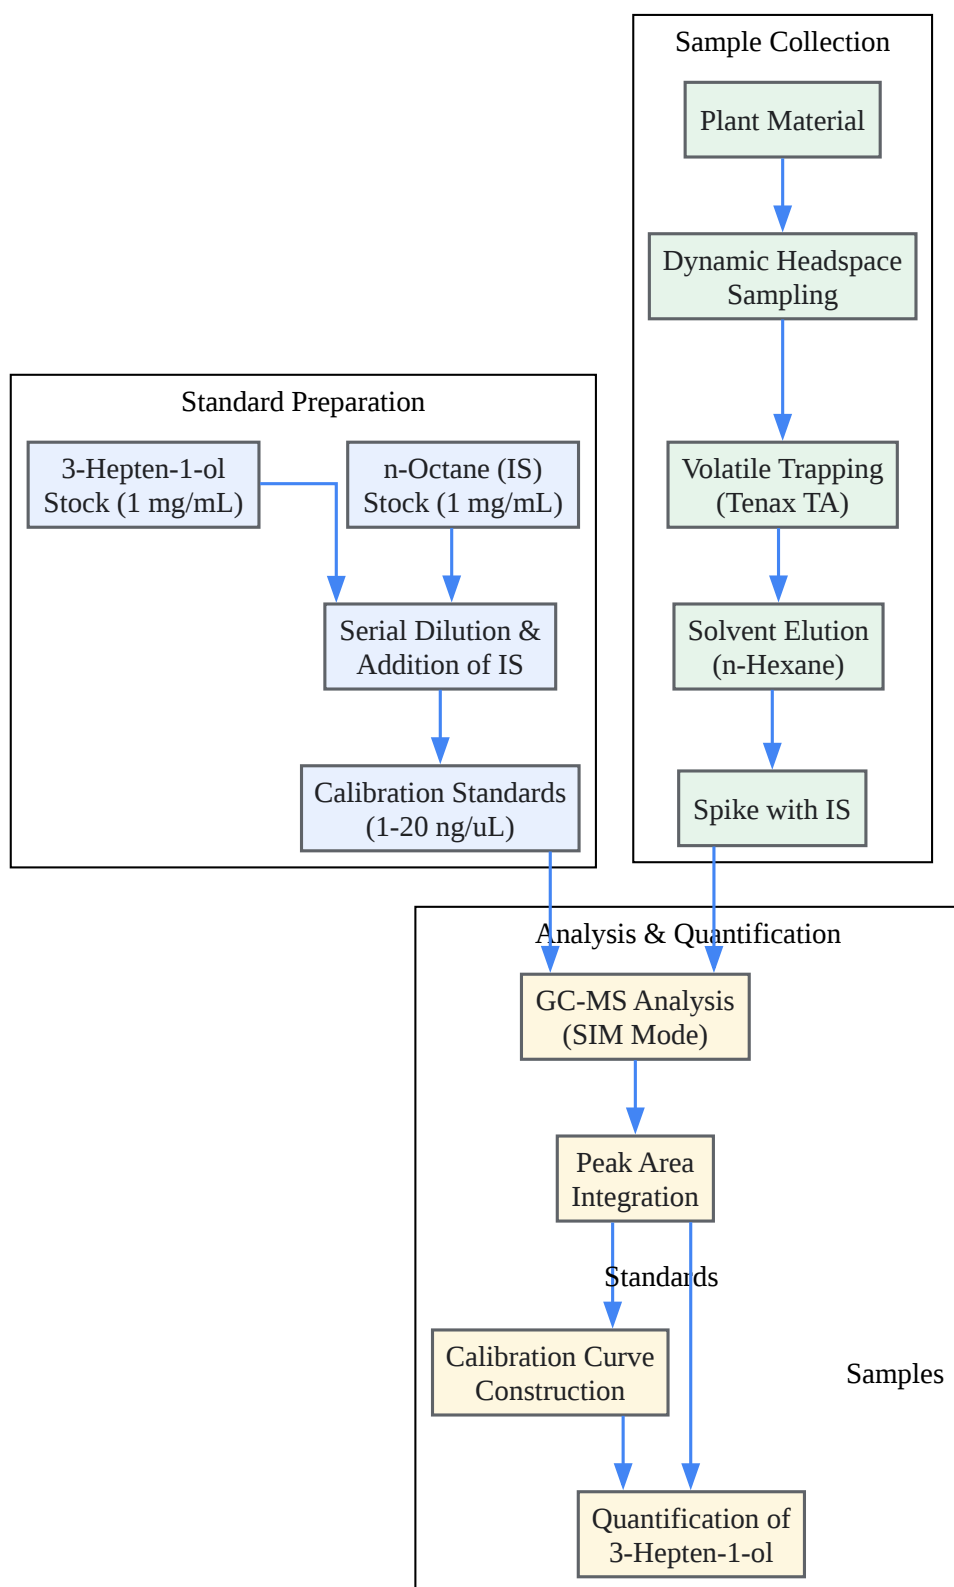 Sample Collection
Plant Material
Dynamic Headspace
Sampling
Volatile Trapping
(Tenax TA)
Solvent Elution
(n-Hexane)
Spike with IS
Standard Preparation
3-Hepten-1-ol
Stock (1 mg/mL)
n-Octane (IS)
Stock (1 mg/mL)
Serial Dilution &
Addition of IS
Calibration Standards
(1-20 ng/uL)
Analysis & Quantification
GC-MS Analysis
(SIM Mode)
Peak Area
Integration
Standards
Calibration Curve
Construction
Samples
Quantification of
3-Hepten-1-ol